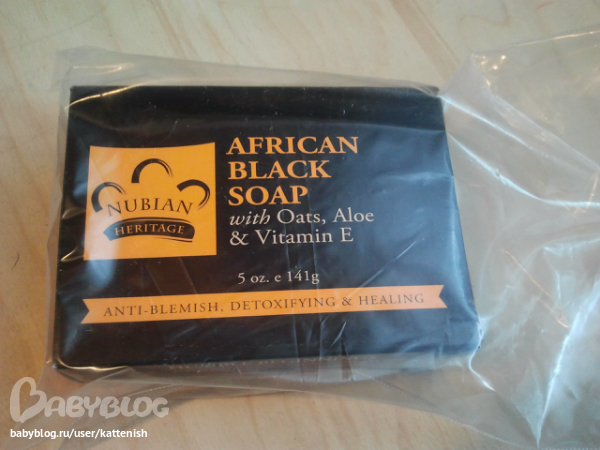 AFRICAN
BLACK
SOAP
with Oats, Aloe
& Vitamin E
NUBIAN
HERITAGE
5 oz. e 141g
ANTI-BLEMISH, DETOXIFYING & HEALING
BABYBLOG
babyblog.ru/user/kattenish